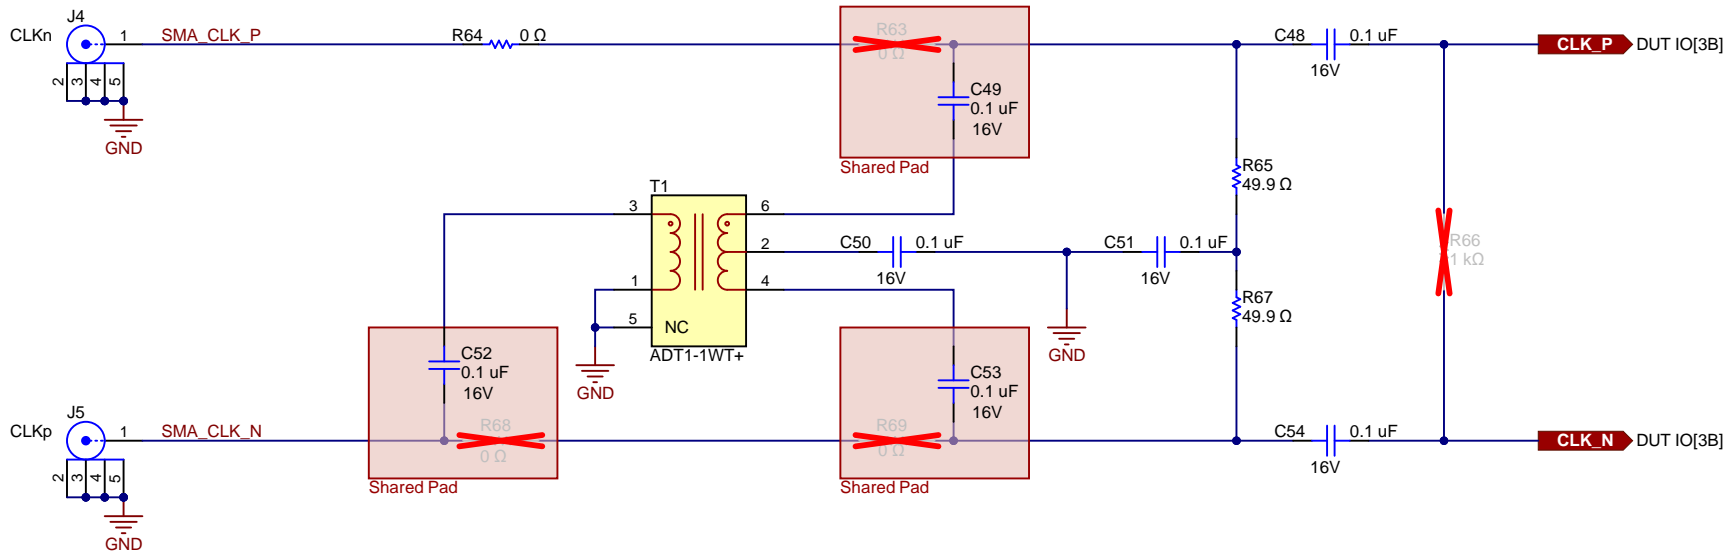 J4
CLKn
1
SMA_CLK_P
R64
0 Ω
R63
0 Ω
C48
0.1 uF
16V
CLK_P
DUT IO[3B]
2
3
4
5
GND
C49
0.1 uF
16V
Shared Pad
R65
49.9 Ω
T1
3
6
2
1
4
5
NC
ADT1-1WT+
C50
0.1 uF
16V
C51
0.1 uF
16V
R66
1 kΩ
R67
49.9 Ω
GND
GND
C52
0.1 uF
16V
C53
0.1 uF
16V
J5
CLKp
1
SMA_CLK_N
R68
0 Ω
R69
0 Ω
C54
0.1 uF
16V
CLK_N
DUT IO[3B]
2
3
4
5
GND
Shared Pad
Shared Pad